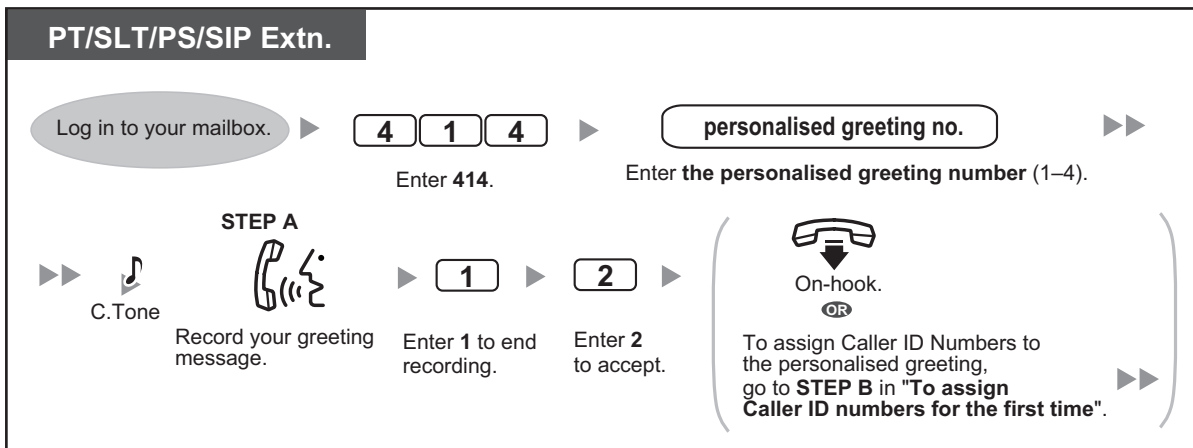 PT/SLT/PS/SIP Extn.
Log in to your mailbox.
4 1 4
personalised greeting no.
Enter 414.
Enter the personalised greeting number (1–4).
STEP A
C.Tone
Record your greeting
message.
1
Enter 1 to end
recording.
2
Enter 2
to accept.
On-hook.
OR
To assign Caller ID Numbers to
the personalised greeting,
go to STEP B in "To assign
Caller ID numbers for the first time".